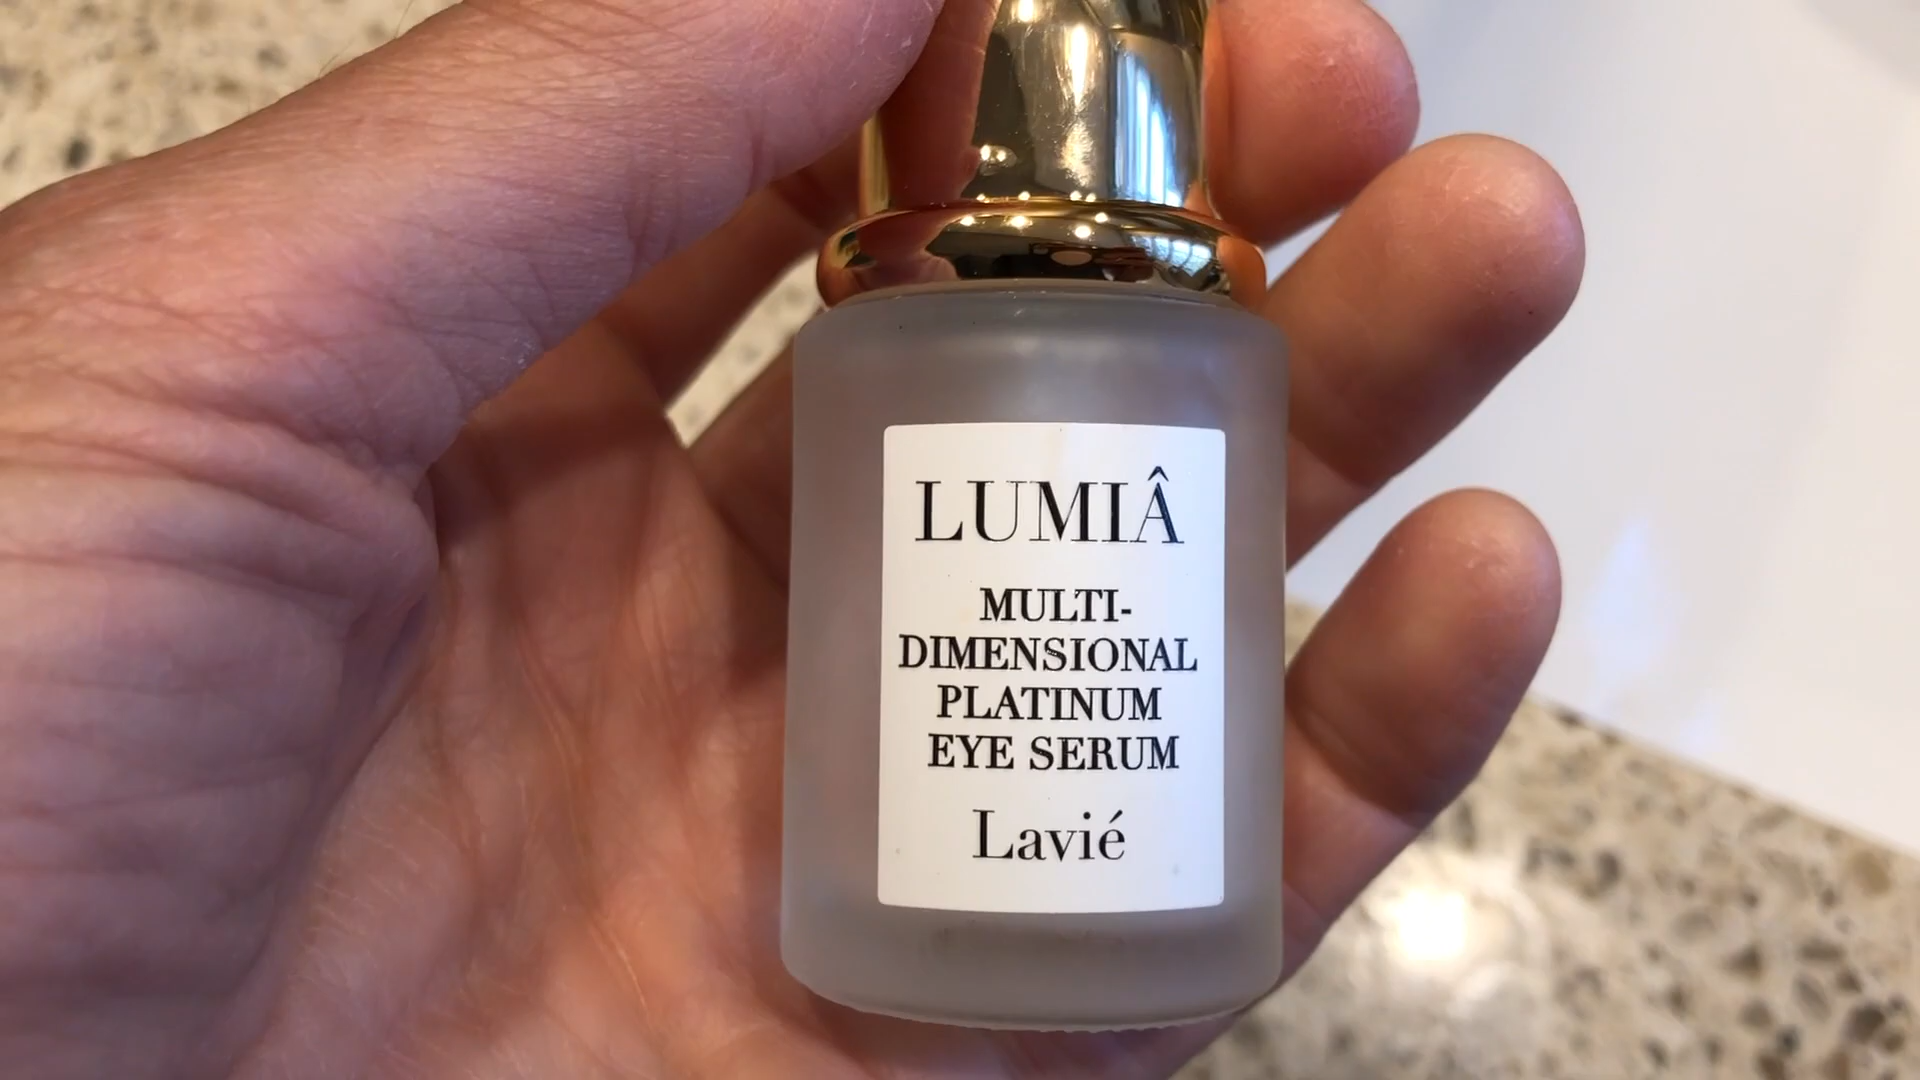 LUMIÂ
MULTI-
DIMENSIONAL
PLATINUM
EYE SERUM
Lavié